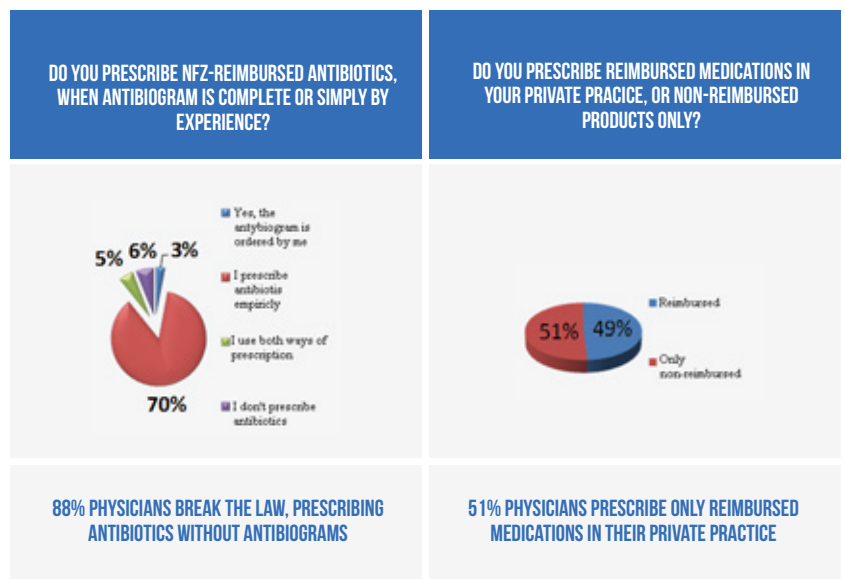 DO YOU PRESCRIBE NFZ-REIMBURSED ANTIBIOTICS,
WHEN ANTIBIOGRAM IS COMPLETE OR SIMPLY BY
EXPERIENCE?
5% 6% 3%
70%
Yes, the
antybiogram is
ordered by me
I prescribe
antibiotis
empiricly
I use both ways of
prescription
I don't prescribe
antibiotics
88% PHYSICIANS BREAK THE LAW, PRESCRIBING
ANTIBIOTICS WITHOUT ANTIBIOGRAMS
DO YOU PRESCRIBE REIMBURSED MEDICATIONS IN
YOUR PRIVATE PRACICE, OR NON-REIMBURSED
PRODUCTS ONLY?
51% 49%
Reimbursed
Only
non-reimbursed
51% PHYSICIANS PRESCRIBE ONLY REIMBURSED
MEDICATIONS IN THEIR PRIVATE PRACTICE